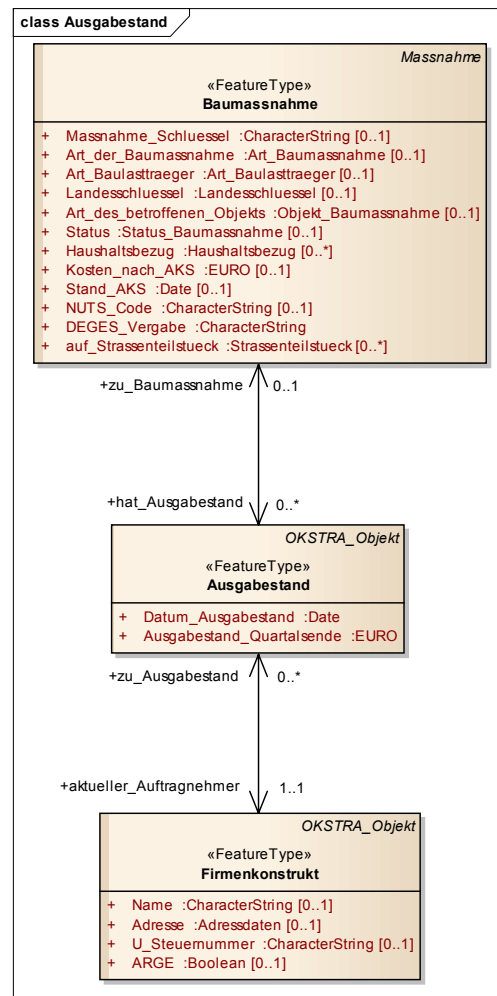 class Ausgabestand
Massnahme
«FeatureType»
Baumassnahme
+ Massnahme_Schluessel :CharacterString [0..1]
+ Art_der_Baumassnahme :Art_Baumassnahme [0..1]
+ Art_Baulasttraeger :Art_Baulasttraeger [0..1]
+ Landesschluessel :Landesschluessel [0..1]
+ Art_des_betroffenen_Objekts :Objekt_Baumassnahme [0..1]
+ Status :Status_Baumassnahme [0..1]
+ Haushaltsbezug :Haushaltsbezug [0..*]
+ Kosten_nach_AKS :EURO [0..1]
+ Stand_AKS :Date [0..1]
+ NUTS_Code :CharacterString [0..1]
+ DEGES_Vergabe :CharacterString
+ auf_Strassenteilstueck :Strassenteilstueck [0..*]
+zu_Baumassnahme 0..1
+hat_Ausgabestand 0..*
OKSTRA_Objekt
«FeatureType»
Ausgabestand
+ Datum_Ausgabestand :Date
+ Ausgabestand_Quartalsende :EURO
+zu_Ausgabestand 0..*
+aktueller_Auftragnehmer 1..1
OKSTRA_Objekt
«FeatureType»
Firmenkonstrukt
+ Name :CharacterString [0..1]
+ Adresse :Adressdaten [0..1]
+ U_Steuernummer :CharacterString [0..1]
+ ARGE :Boolean [0..1]